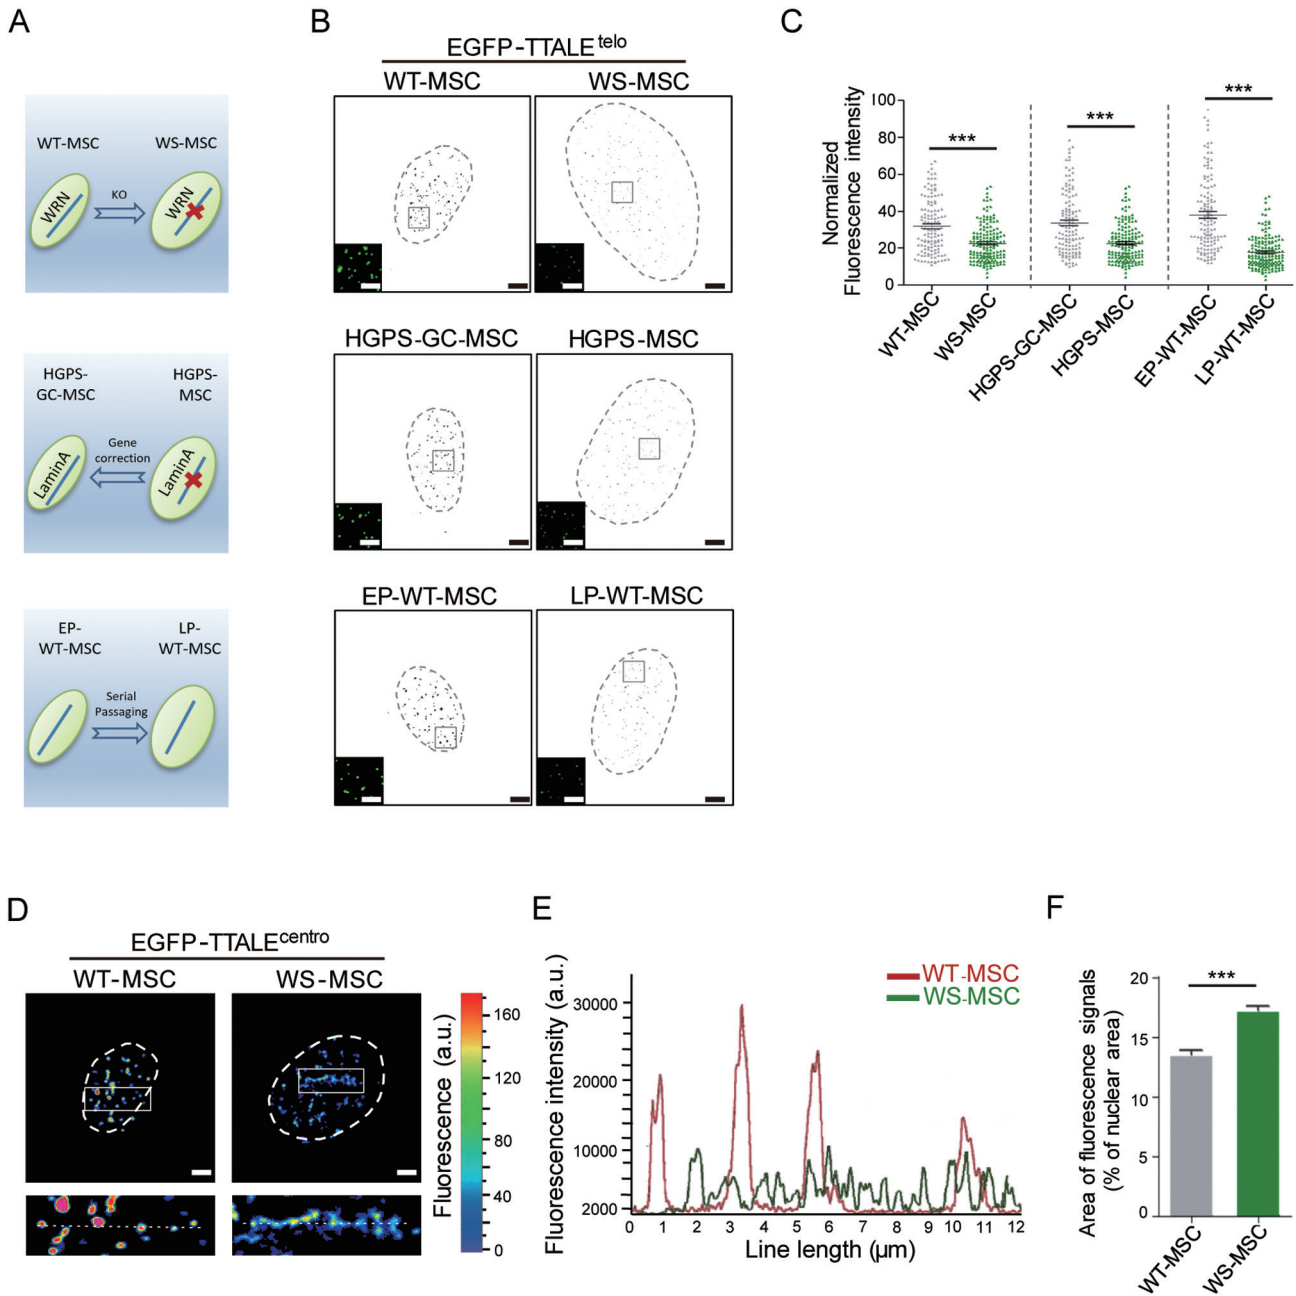 A
WT-MSC
WS-MSC
WRN
KO
WRN
HGPS-
GC-MSC
HGPS-
MSC
LaminA
Gene
correction
LaminA
EP-
WT-MSC
LP-
WT-MSC
Serial
Passaging
B
EGFP-TTALEtelo
WT-MSC
WS-MSC
HGPS-GC-MSC
HGPS-MSC
EP-WT-MSC
LP-WT-MSC
C
Normalized
Fluorescence intensity
100
80
60
40
20
0
***
***
***
WT-MSC
WS-MSC
HGPS-GC-MSC
HGPS-MSC
EP-WT-MSC
LP-WT-MSC
D
EGFP-TTALEcentro
WT-MSC
WS-MSC
Fluorescence (a.u.)
160
120
80
40
0
E
Fluorescence intensity (a.u.)
30000
20000
10000
2000
WT-MSC
WS-MSC
0 1 2 3 4 5 6 7 8 9 10 11 12
Line length (µm)
F
Area of fluorescence signals
(% of nuclear area)
20
15
10
5
0
***
WT-MSC
WS-MSC